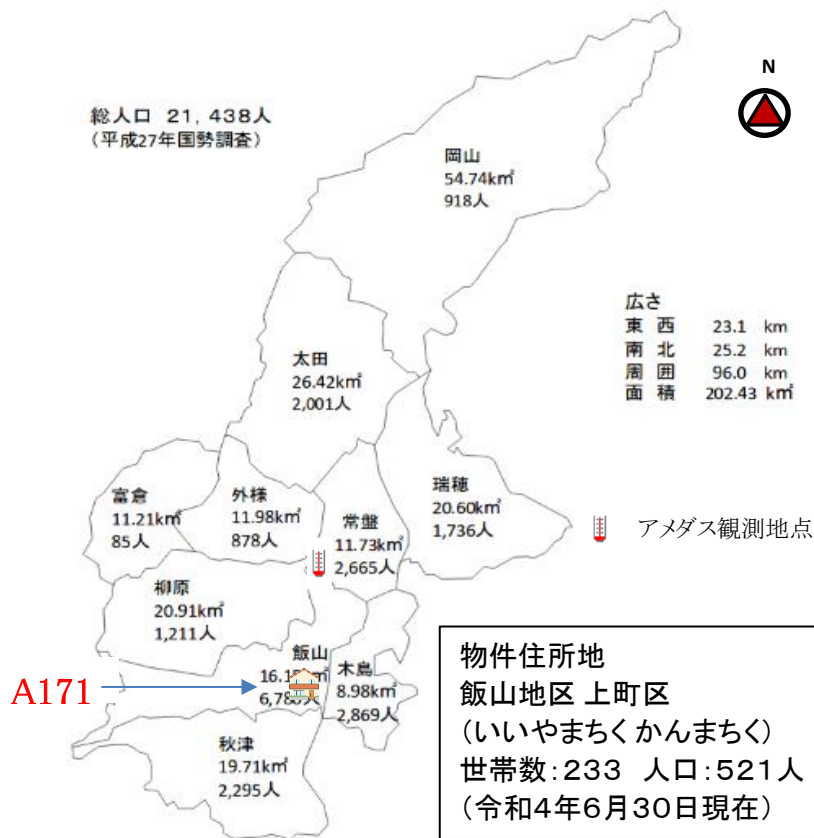 N
総人口 21,438人
(平成27年国勢調査)
岡山
54.74k㎡
918人
広さ
東 西 23.1 km
南 北 25.2 km
周 囲 96.0 km
面 積 202.43 k㎡
太田
26.42k㎡
2,001人
瑞穂
20.60k㎡
1,736人
富倉
11.21k㎡
85人
外様
11.98k㎡
878人
常盤
11.73k㎡
2,665人
アメダス観測地点
柳原
20.91k㎡
1,211人
飯山
木島
8.98k㎡
2,869人
A171
秋津
19.71k㎡
2,295人
物件住所地
飯山地区 上町区
(いいやまちく かんまちく)
世帯数:233 人口:521人
(令和4年6月30日現在)